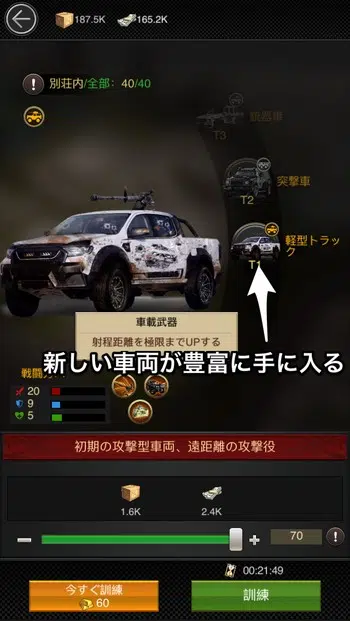 187.5K
165.2K
別荘内/全部: 40/40
T3
突撃車
T2
軽型トラッ
ク
T1
車載武器
射程距離を極限までUPする
新しい車両が豊富に手に入る
20
9
5
初期の攻撃型車両、遠距離の攻撃役
1.6K
2.4K
70
00:21:49
今すぐ訓練
60
訓練